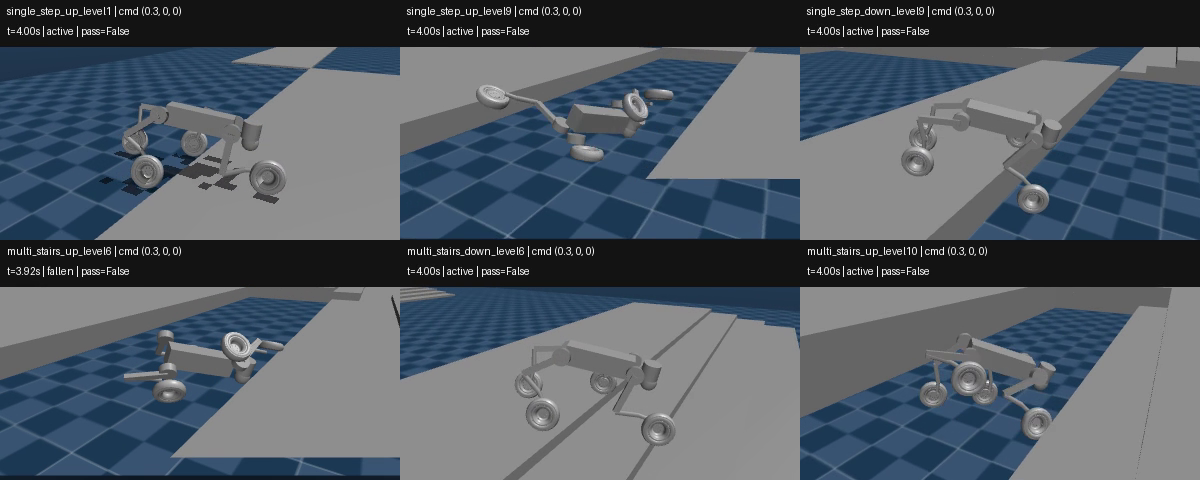 single_step_up_level1 | cmd (0.3, 0, 0)
t=4.00s | active | pass=False
single_step_up_level9 | cmd (0.3, 0, 0)
t=4.00s | active | pass=False
single_step_down_level9 | cmd (0.3, 0, 0)
t=4.00s | active | pass=False
multi_stairs_up_level6 | cmd (0.3, 0, 0)
t=3.92s | fallen | pass=False
multi_stairs_down_level6 | cmd (0.3, 0, 0)
t=4.00s | active | pass=False
multi_stairs_up_level10 | cmd (0.3, 0, 0)
t=4.00s | active | pass=False